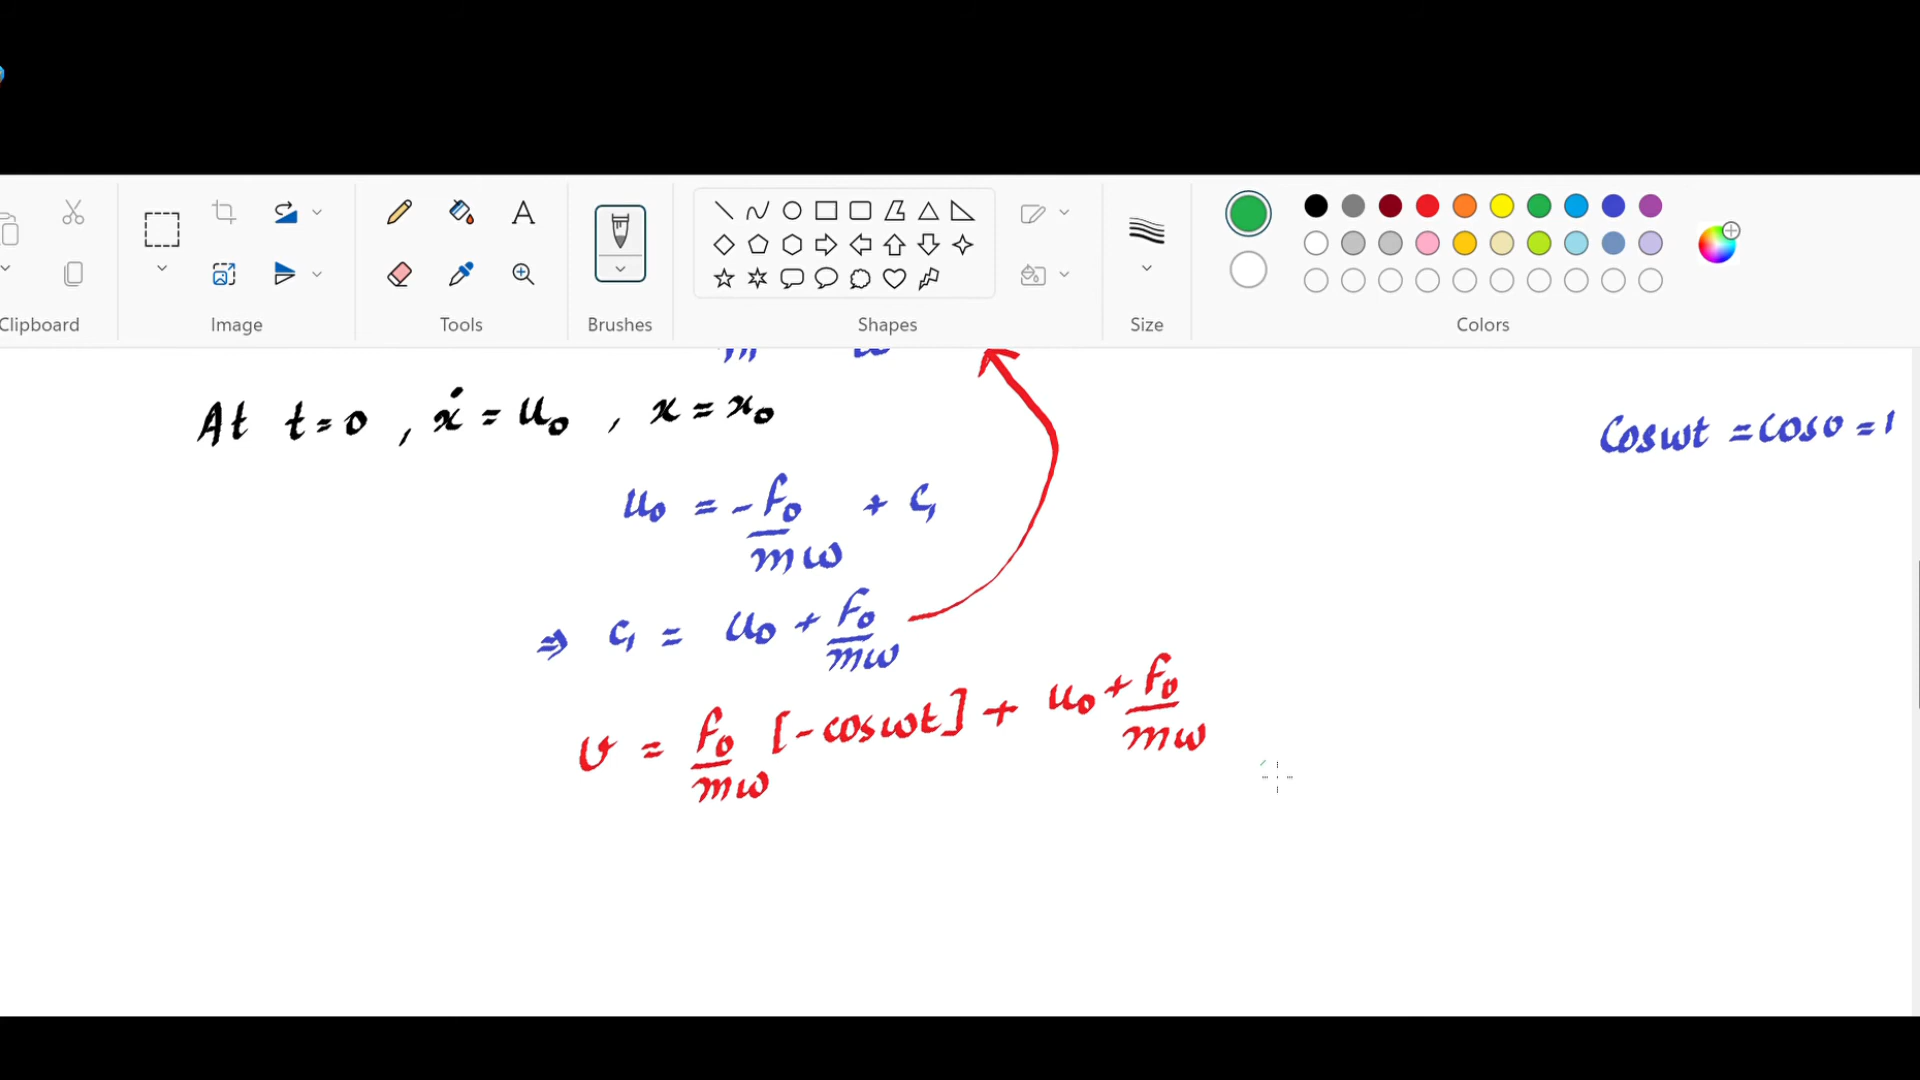 Clipboard Image Tools Brushes Shapes Size Colors
m ω
At t=0, ẋ = u₀, x = x₀
Cosωt = cos0 = 1
u₀ = -F₀/mω + C₁
⇒ C₁ = u₀ + F₀/mω
v = F₀/mω [-cosωt] + u₀ + F₀/mω